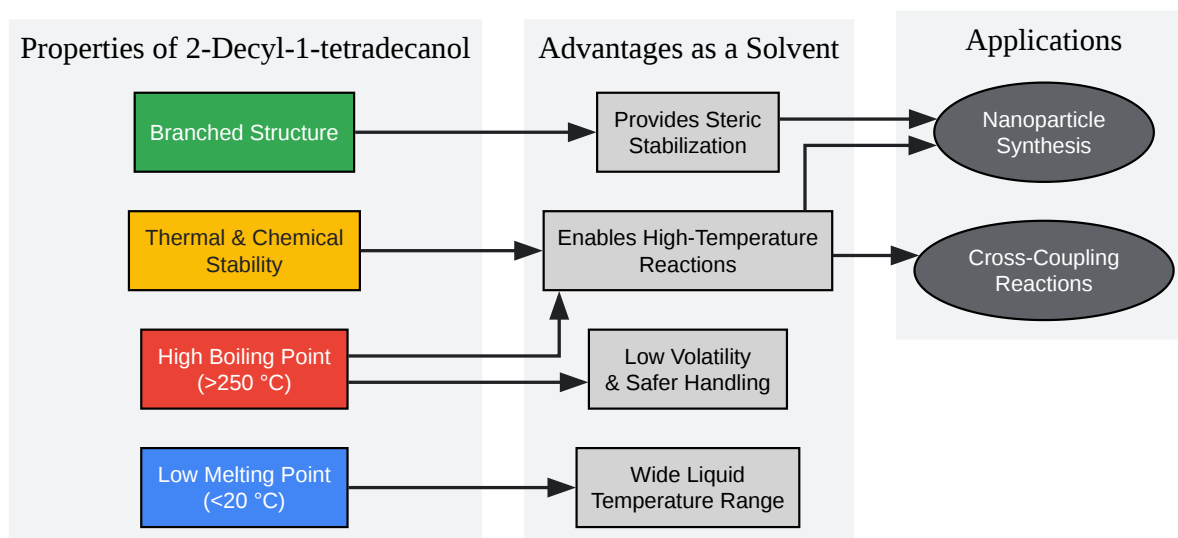 Properties of 2-Decyl-1-tetradecanol
Branched Structure
Thermal & Chemical
Stability
High Boiling Point
(>250 °C)
Low Melting Point
(<20 °C)
Advantages as a Solvent
Provides Steric
Stabilization
Enables High-Temperature
Reactions
Low Volatility
& Safer Handling
Wide Liquid
Temperature Range
Applications
Nanoparticle
Synthesis
Cross-Coupling
Reactions